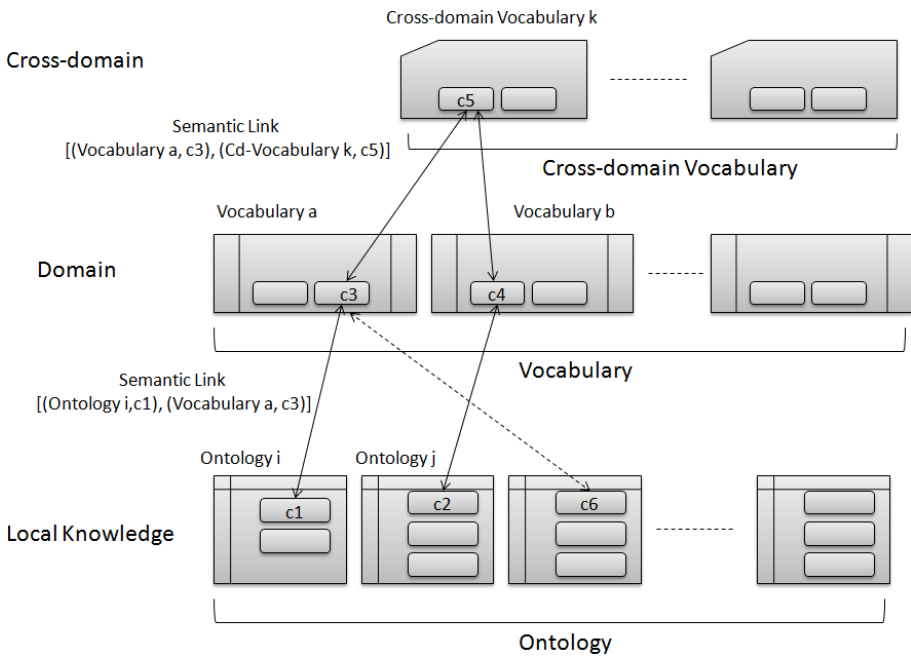 Cross-domain Vocabulary k
Cross-domain
c5
Semantic Link
[(Vocabulary a, c3), (Cd-Vocabulary k, c5)]
Cross-domain Vocabulary
Vocabulary a
Vocabulary b
Domain
c3
c4
Vocabulary
Semantic Link
[(Ontology i,c1), (Vocabulary a, c3)]
Ontology i
Ontology j
c1
c2
c6
Local Knowledge
Ontology